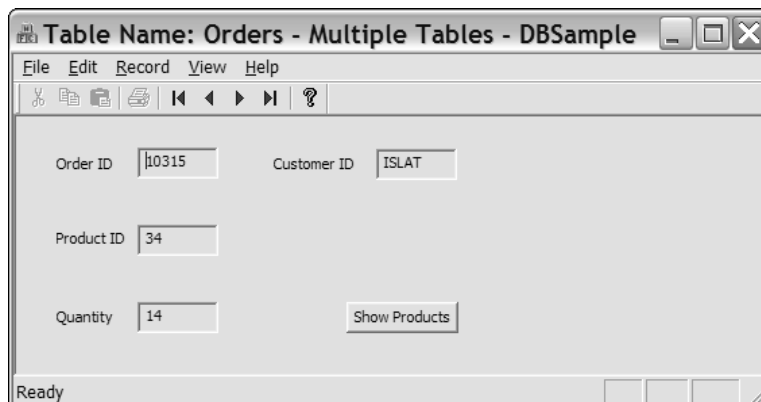 Table Name: Orders - Multiple Tables - DBSample
File Edit Record View Help
Order ID 10315 Customer ID ISLAT
Product ID 34
Quantity 14 Show Products
Ready